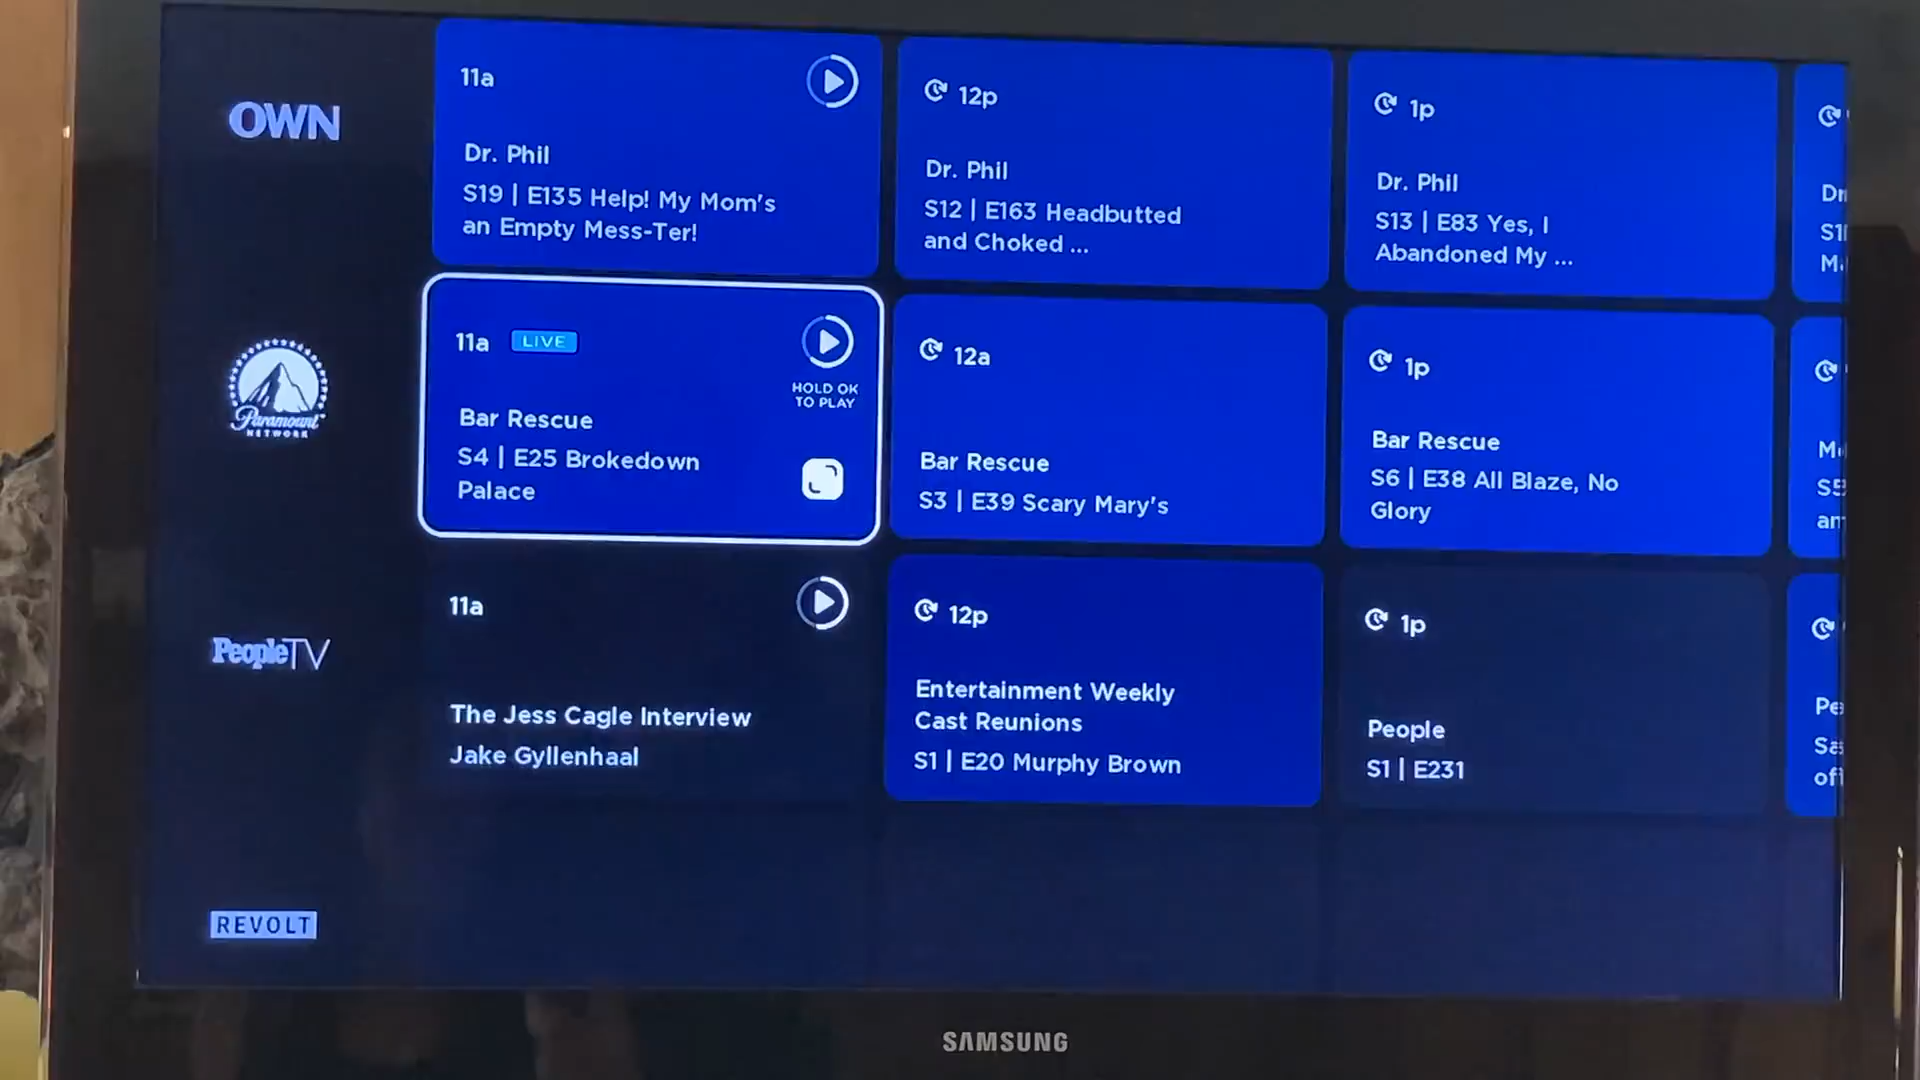 OWN
11a
Dr. Phil
S19 | E135 Help! My Mom's
an Empty Mess-Ter!
12p
Dr. Phil
S12 | E163 Headbutted
and Choked ...
1p
Dr. Phil
S13 | E83 Yes, I
Abandoned My ...
Paramount
NETWORK
11a LIVE
HOLD OK
TO PLAY
Bar Rescue
S4 | E25 Brokedown
Palace
12a
Bar Rescue
S3 | E39 Scary Mary's
1p
Bar Rescue
S6 | E38 All Blaze, No
Glory
PeopleTV
11a
The Jess Cagle Interview
Jake Gyllenhaal
12p
Entertainment Weekly
Cast Reunions
S1 | E20 Murphy Brown
1p
People
S1 | E231
REVOLT
SAMSUNG